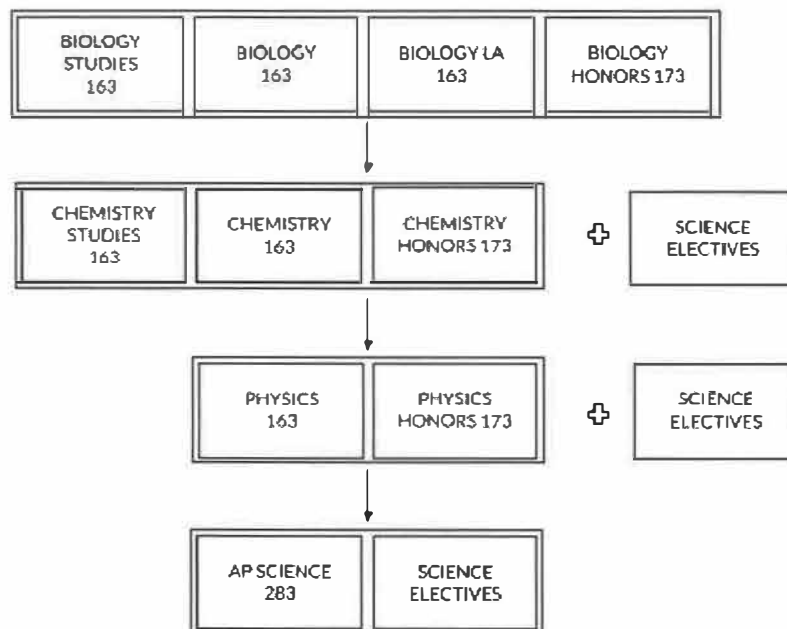 BIOLOGY
STUDIES
163
BIOLOGY
163
BIOLOGY LA
163
BIOLOGY
HONORS 173
CHEMISTRY
STUDIES
163
CHEMISTRY
163
CHEMISTRY
HONORS 173
SCIENCE
ELECTIVES
PHYSICS
163
PHYSICS
HONORS 173
SCIENCE
ELECTIVES
AP SCIENCE
283
SCIENCE
ELECTIVES